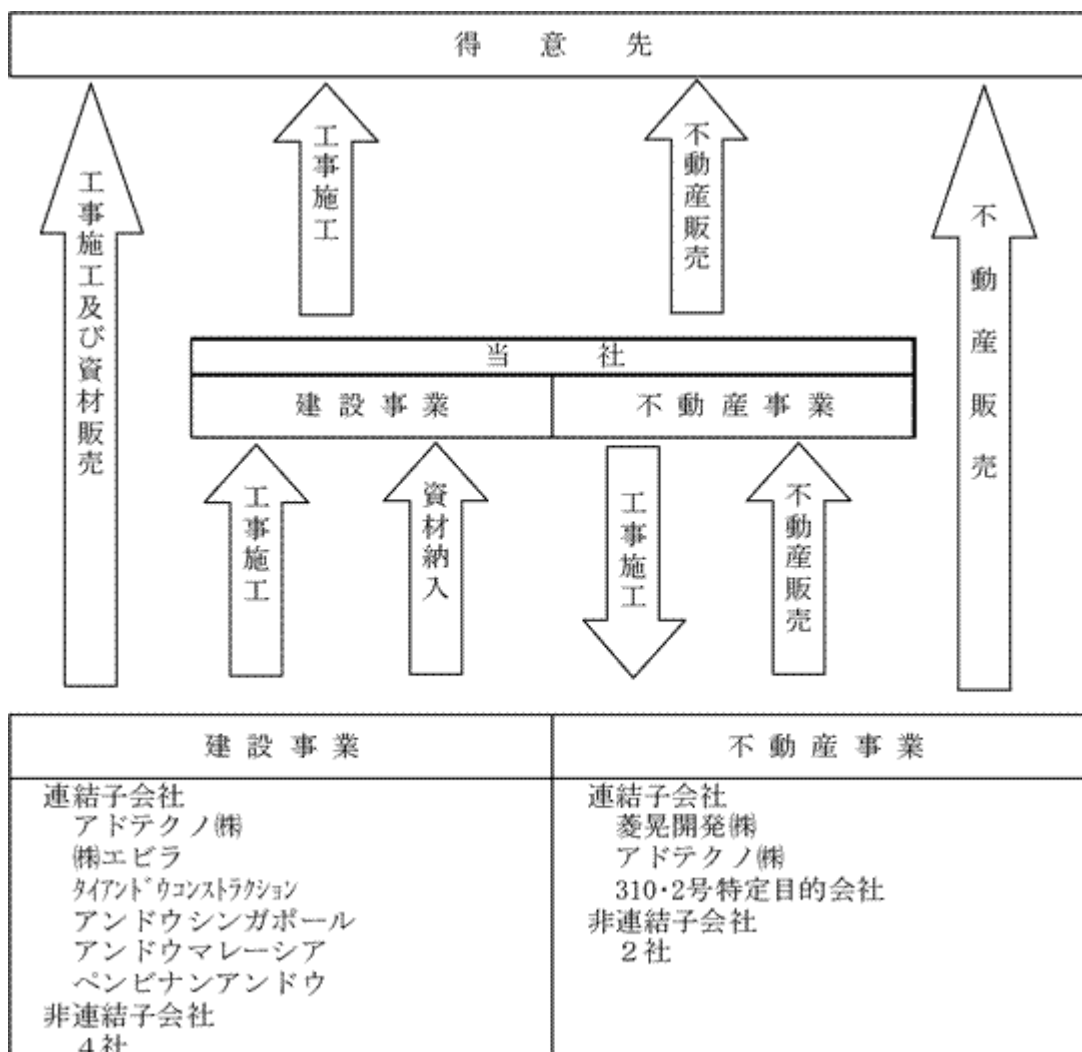 得意先
工事施工及び資材販売
工事施工
不動産販売
不動産販売
当社
建設事業
不動産事業
工事施工
資材納入
工事施工
不動産販売
建設事業
連結子会社
アドテクノ㈱
㈱エビラ
ﾀｲｱﾝﾄﾞｳｺﾝｽﾄﾗｸｼｮﾝ
アンドウシンガポール
アンドウマレーシア
ペンビナンアンドウ
非連結子会社
４社
不動産事業
連結子会社
菱晃開発㈱
アドテクノ㈱
310･2号特定目的会社
非連結子会社
２社